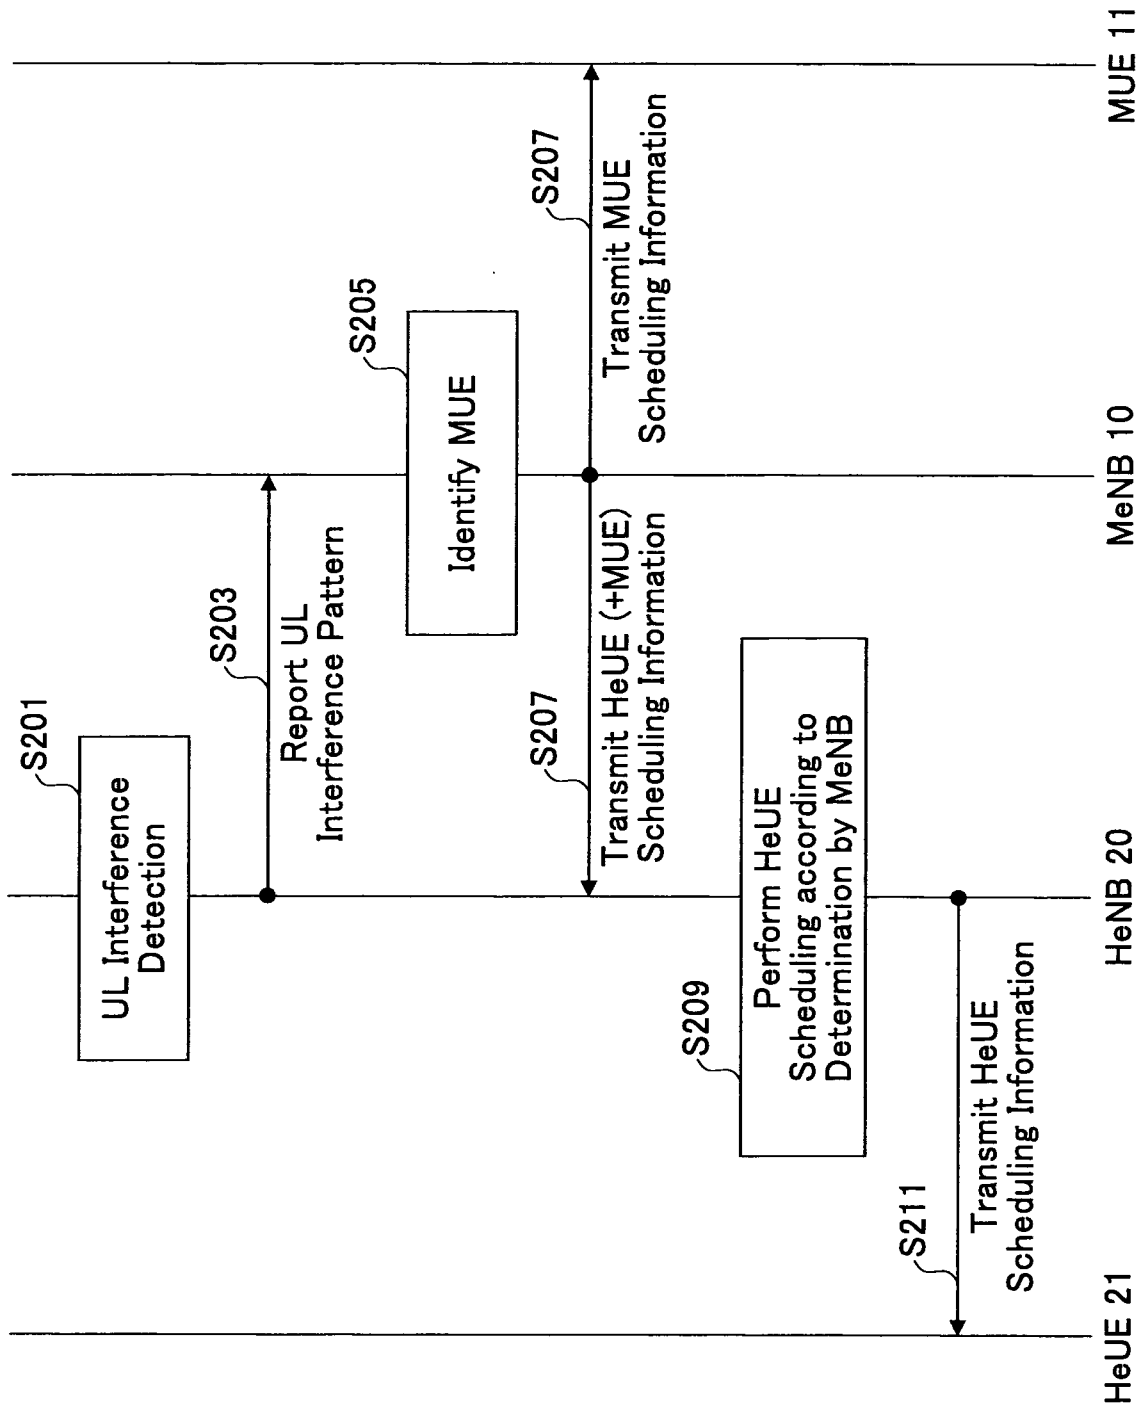 S201
UL Interference
Detection
S203
Report UL
Interference Pattern
S205
Identify MUE
S207
Transmit HeUE (+MUE)
Scheduling Information
S207
Transmit MUE
Scheduling Information
S209
Perform HeUE
Scheduling according to
Determination by MeNB
S211
Transmit HeUE
Scheduling Information
HeUE 21
HeNB 20
MeNB 10
MUE 11